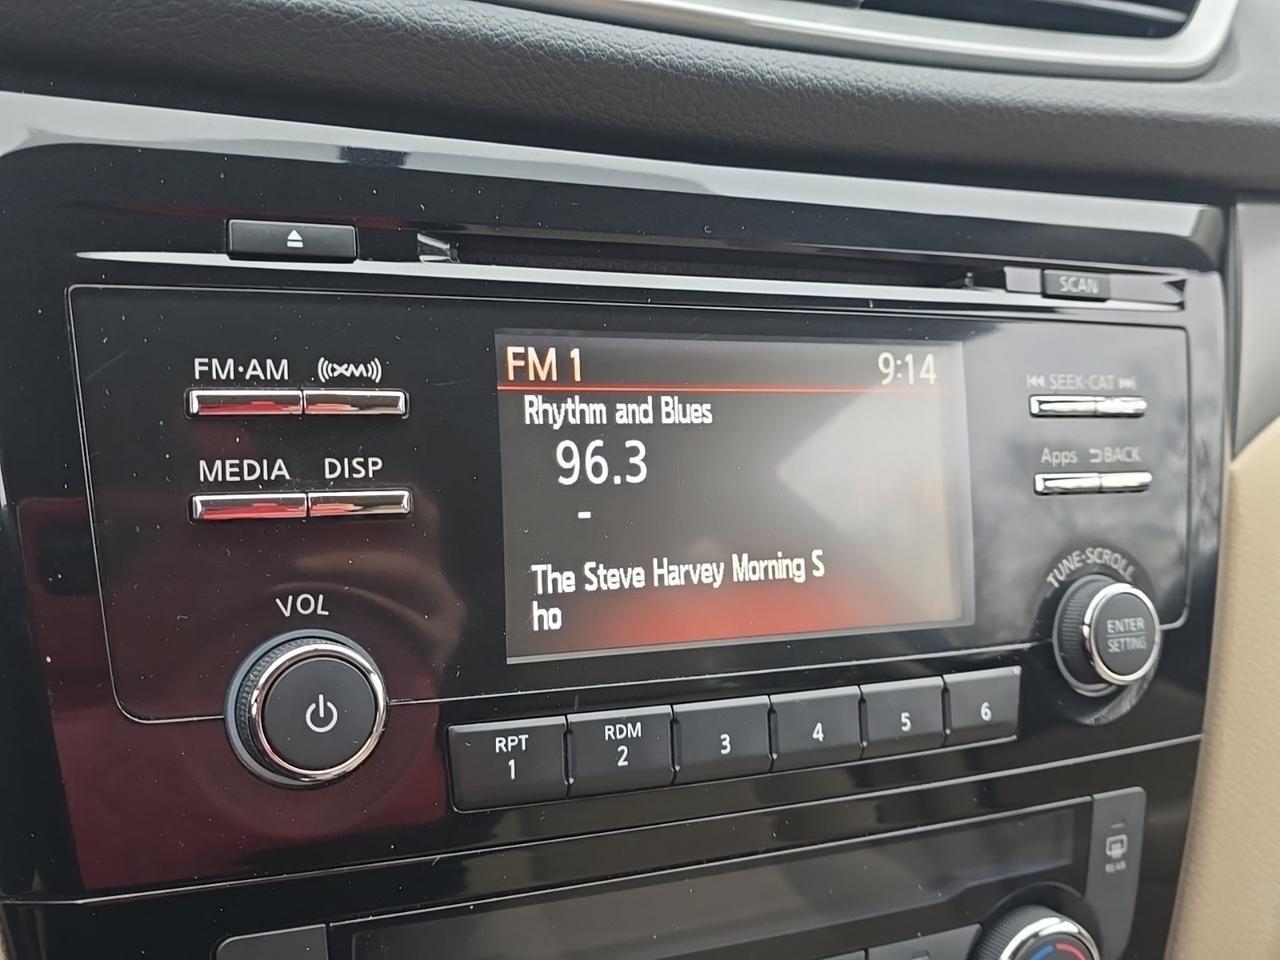 SCAN
FM·AM
(((XM)))
FM 1 9:14
SEEK·CAT
Rhythm and Blues
96.3
-
MEDIA DISP
Apps BACK
The Steve Harvey Morning S
ho
TUNE·SCROLL
ENTER
SETTING
VOL
RPT
1
RDM
2
3
4
5
6
REAR